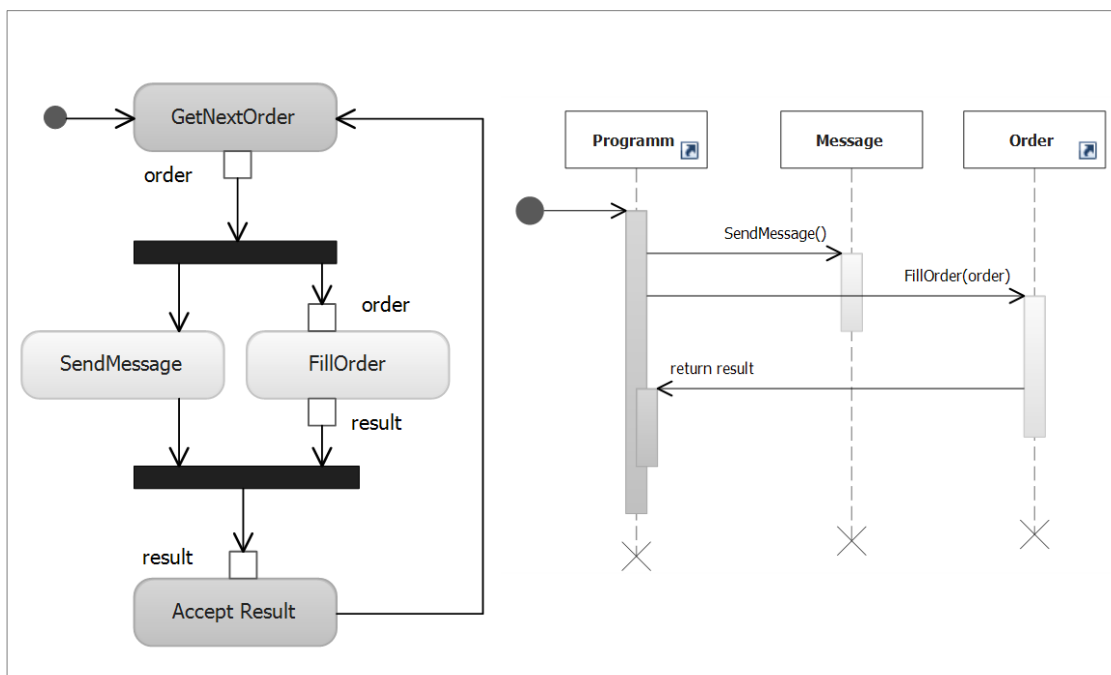 GetNextOrder
order
order
SendMessage
FillOrder
result
result
Accept Result
Programm
Message
Order
SendMessage()
FillOrder(order)
return result